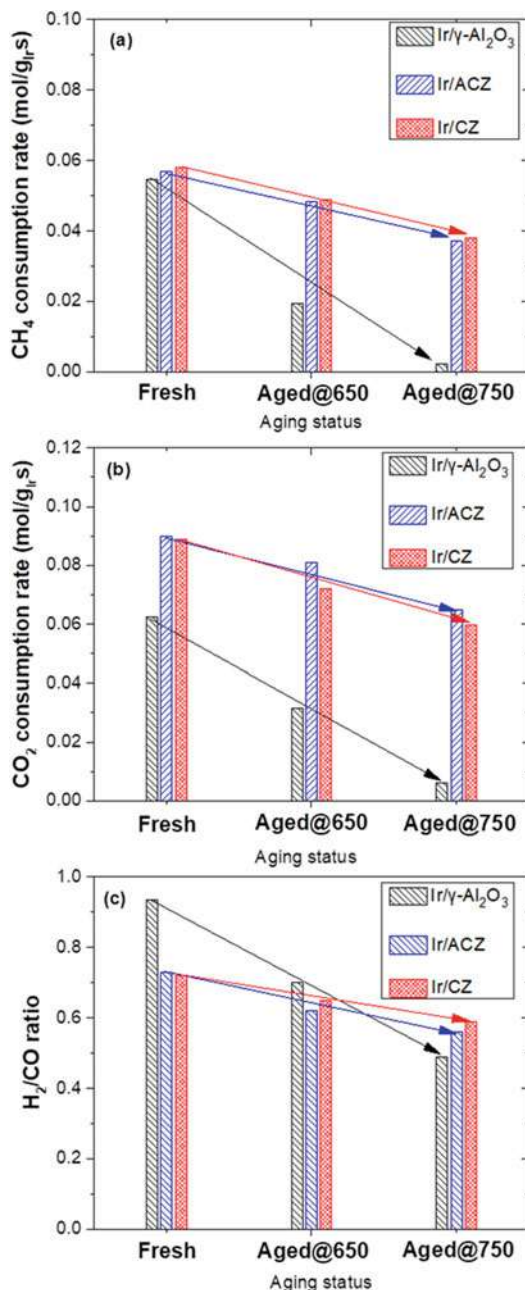 (a)
Ir/γ-Al₂O₃
Ir/ACZ
Ir/CZ
CH₄ consumption rate (mol/g_Ir s)
0.10
0.08
0.06
0.04
0.02
0.00
Fresh Aged@650 Aged@750
Aging status
(b)
Ir/γ-Al₂O₃
Ir/ACZ
Ir/CZ
CO₂ consumption rate (mol/g_Ir s)
0.12
0.10
0.08
0.06
0.04
0.02
0.00
Fresh Aged@650 Aged@750
Aging status
(c)
Ir/γ-Al₂O₃
Ir/ACZ
Ir/CZ
H₂/CO ratio
1.0
0.8
0.6
0.4
0.2
0.0
Fresh Aged@650 Aged@750
Aging status